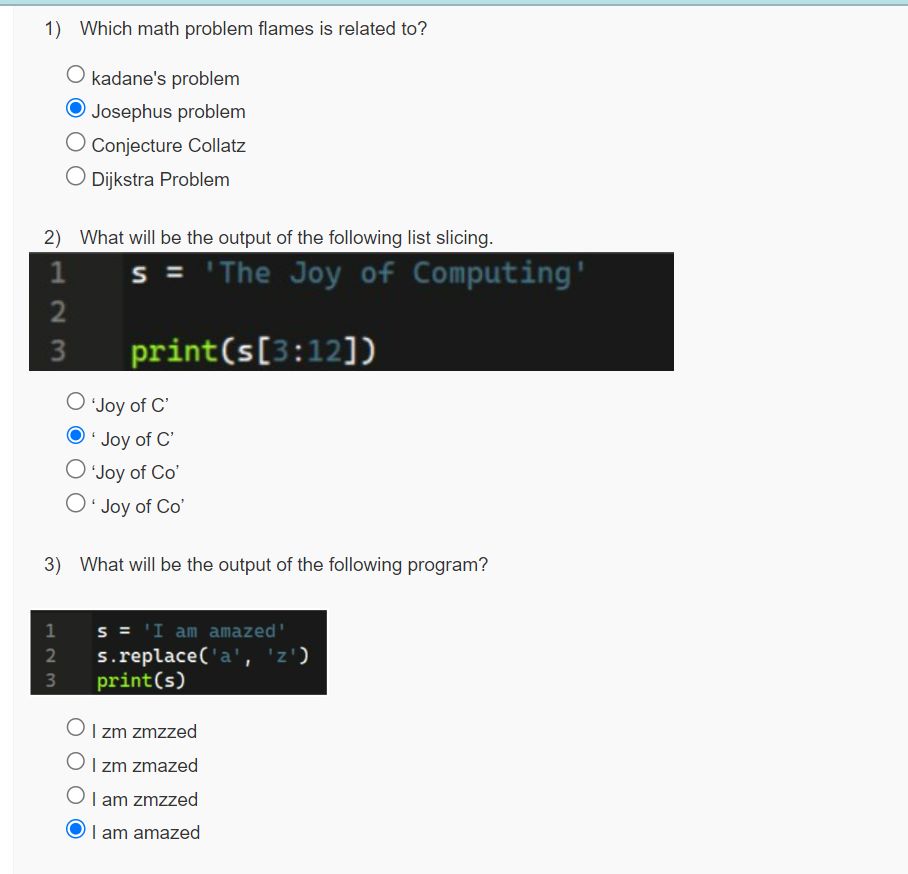 1) Which math problem flames is related to?
kadane's problem
Josephus problem
Conjecture Collatz
Dijkstra Problem
2) What will be the output of the following list slicing.
1 s = 'The Joy of Computing'
2
3 print(s[3:12])
‘Joy of C’
‘ Joy of C’
‘Joy of Co’
‘ Joy of Co’
3) What will be the output of the following program?
1 s = 'I am amazed'
2 s.replace('a', 'z')
3 print(s)
I zm zmzzed
I zm zmazed
I am zmzzed
I am amazed